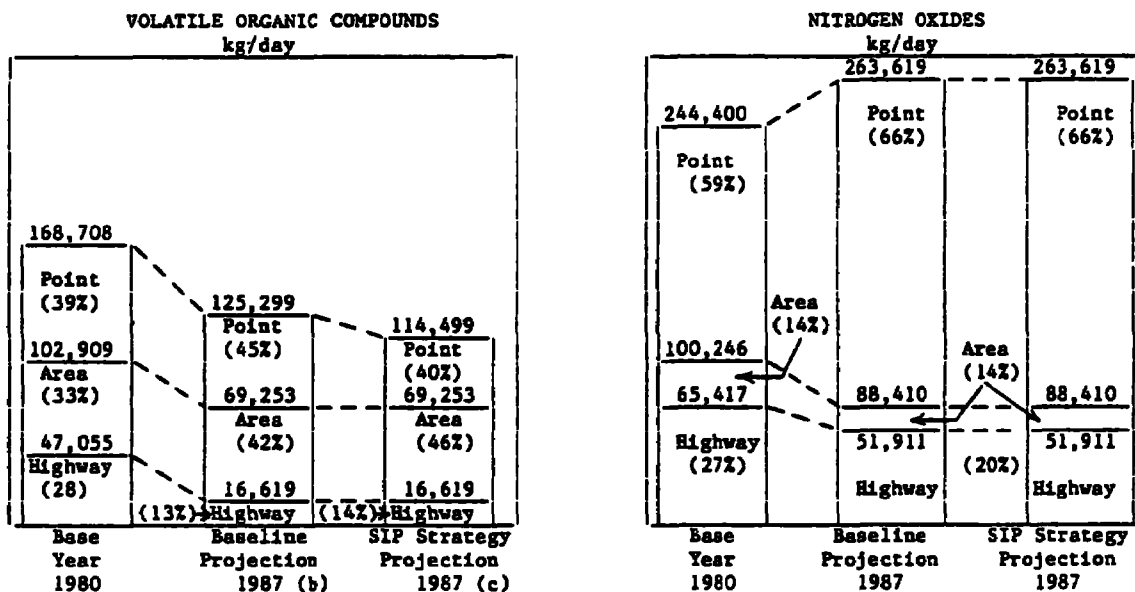 VOLATILE ORGANIC COMPOUNDS
kg/day
168,708
Point
(39%)
102,909
Area
(33%)
47,055
Highway
(28)
125,299
Point
(45%)
69,253
Area
(42%)
16,619
(13%) Highway
114,499
Point
(40%)
69,253
Area
(46%)
16,619
(14%) Highway
Base
Year
1980
Baseline
Projection
1987 (b)
SIP Strategy
Projection
1987 (c)
NITROGEN OXIDES
kg/day
244,400
Point
(59%)
100,246
65,417
Highway
(27%)
Area
(14%)
263,619
Point
(66%)
88,410
51,911
Highway
Area
(14%)
(20%)
263,619
Point
(66%)
88,410
51,911
Highway
Base
Year
1980
Baseline
Projection
1987
SIP Strategy
Projection
1987